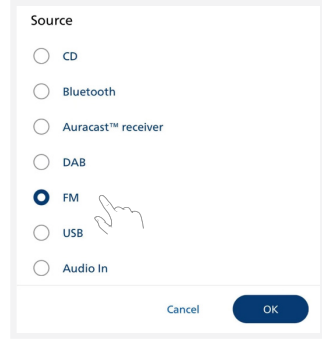 Source
CD
Bluetooth
Auracast™ receiver
DAB
FM
USB
Audio In
Cancel
OK